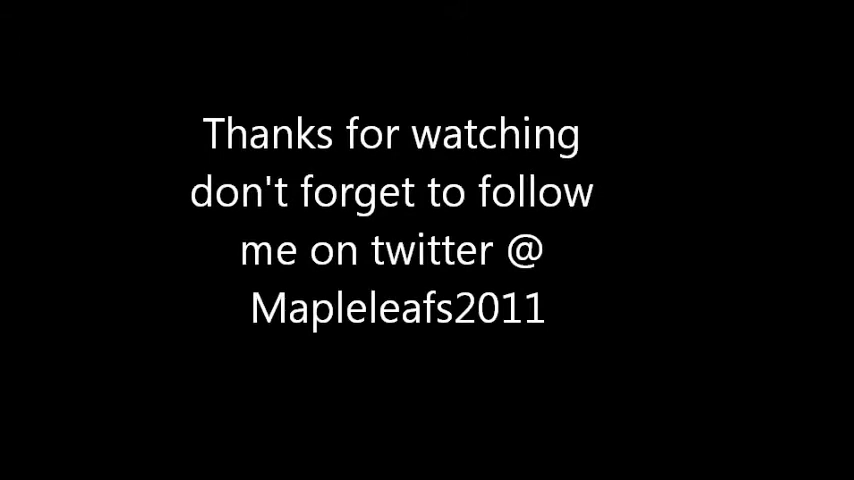 Thanks for watching
don't forget to follow
me on twitter @
Mapleleafs2011